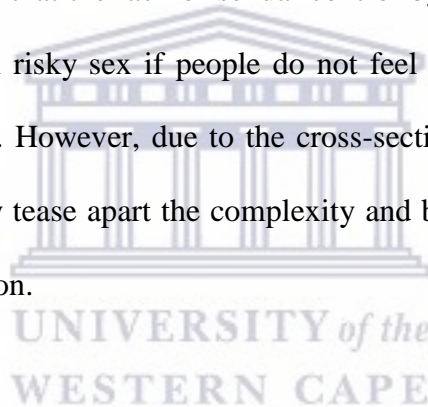 risky sex if people do not feel
. However, due to the cross-secti
tease apart the complexity and b
on.
UNIVERSITY of the
WESTERN CAPE